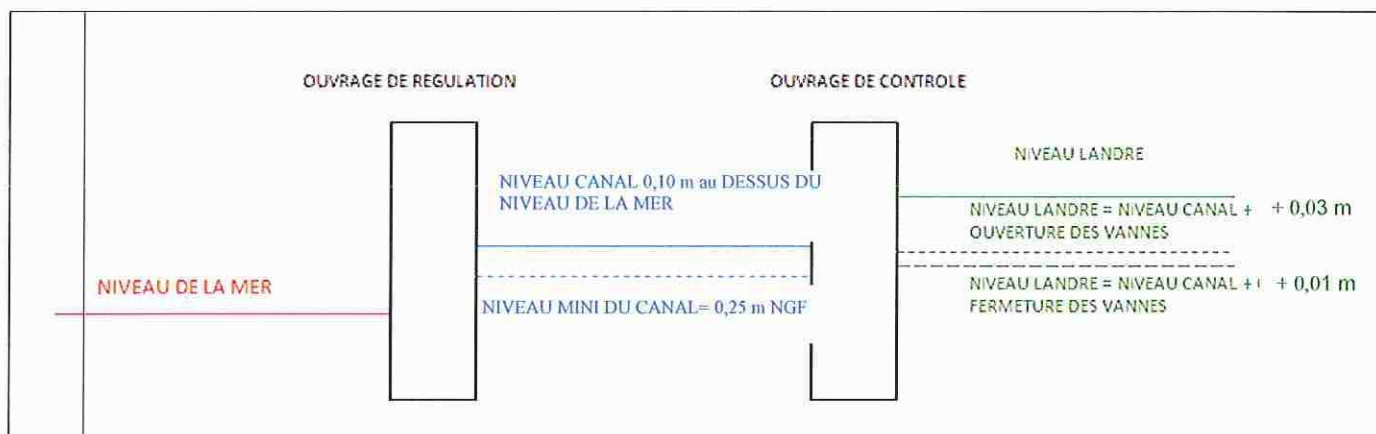 OUVRAGE DE REGULATION
OUVRAGE DE CONTROLE
NIVEAU LANDRE
NIVEAU CANAL 0,10 m au DESSUS DU
NIVEAU DE LA MER
NIVEAU LANDRE = NIVEAU CANAL + + 0,03 m
OUVERTURE DES VANNES
NIVEAU DE LA MER
NIVEAU MINI DU CANAL= 0,25 m NGF
NIVEAU LANDRE = NIVEAU CANAL + + + 0,01 m
FERMETURE DES VANNES